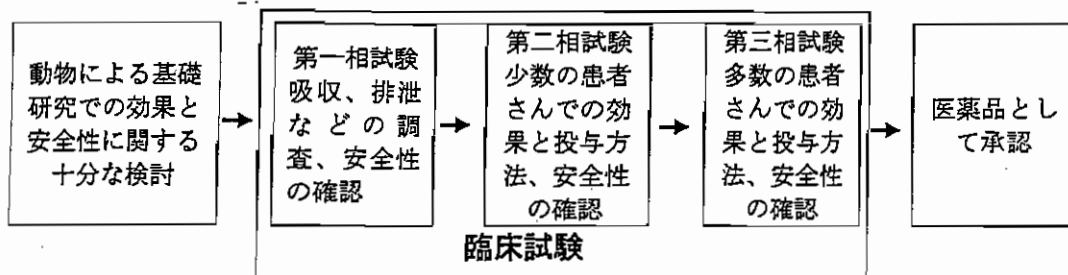 動物による基礎
研究での効果と
安全性に関する
十分な検討
第一相試験
吸収、排泄
などの調
査、安全性
の確認
第二相試験
少数の患者
さんでの効
果と投与方
法、安全性
の確認
第三相試験
多数の患者
さんでの効
果と投与方
法、安全性
の確認
医薬品とし
て承認
臨床試験